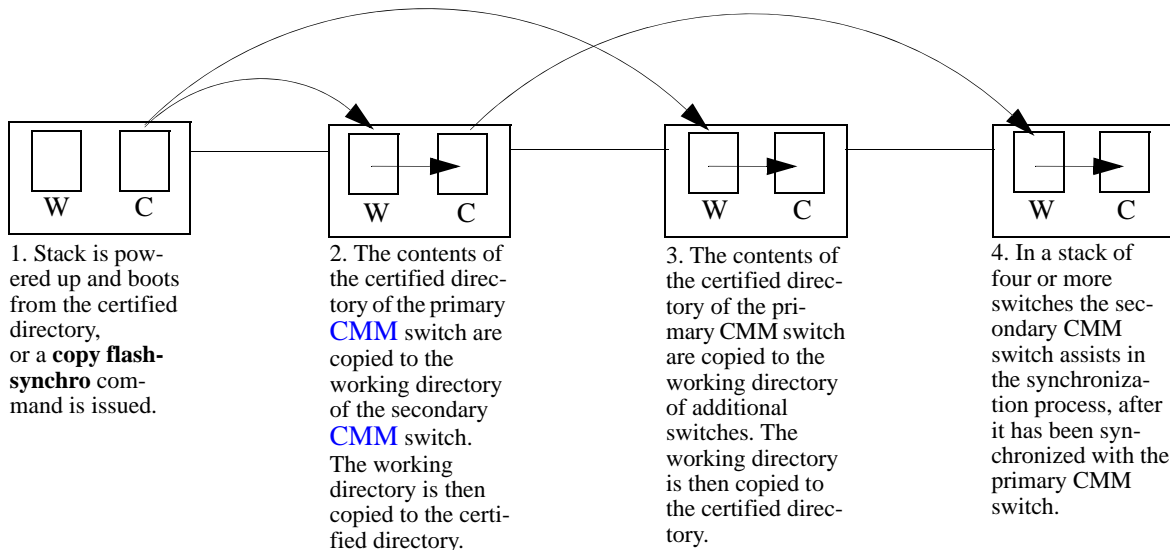 W C
W C
W C
W C
1. Stack is pow-
ered up and boots
from the certified
directory,
or a copy flash-
synchro com-
mand is issued.
2. The contents of
the certified direc-
tory of the primary
CMM switch are
copied to the
working directory
of the secondary
CMM switch.
The working
directory is then
copied to the certi-
fied directory.
3. The contents of
the certified direc-
tory of the pri-
mary CMM switch
are copied to the
working directory
of additional
switches. The
working directory
is then copied to
the certified direc-
tory.
4. In a stack of
four or more
switches the sec-
ondary CMM
switch assists in
the synchroniza-
tion process, after
it has been syn-
chronized with the
primary CMM
switch.